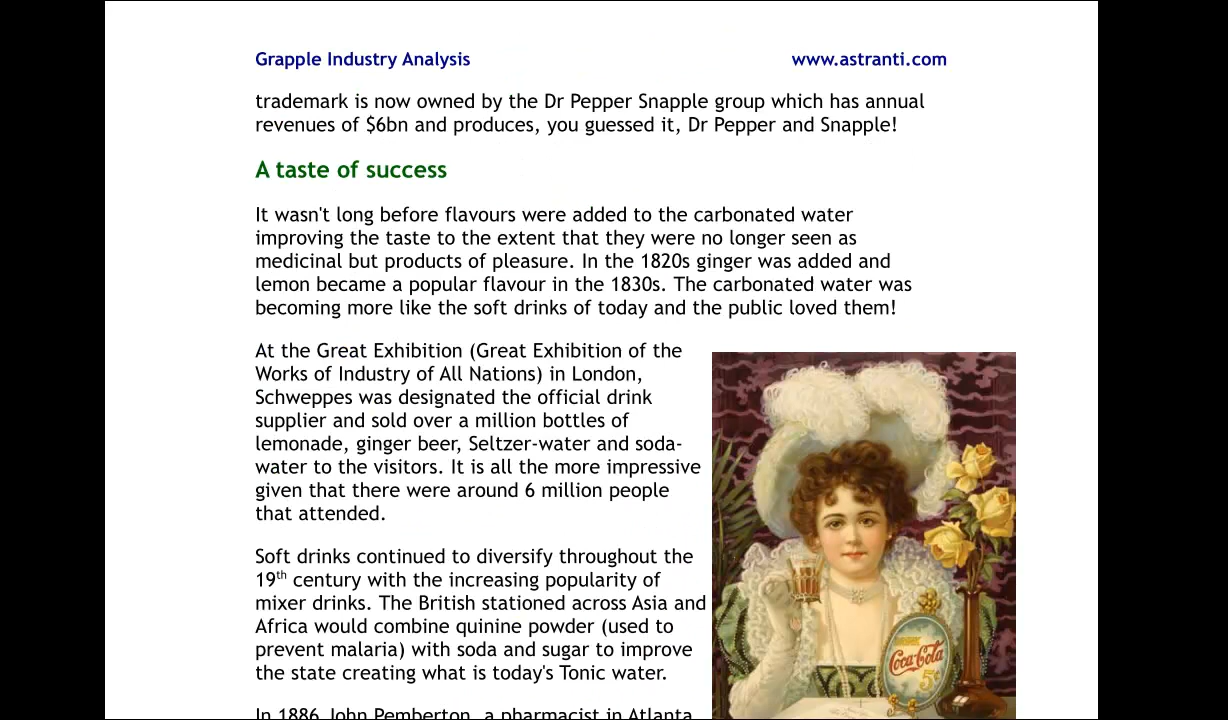 Grapple Industry Analysis www.astranti.com
trademark is now owned by the Dr Pepper Snapple group which has annual
revenues of $6bn and produces, you guessed it, Dr Pepper and Snapple!
A taste of success
It wasn't long before flavours were added to the carbonated water
improving the taste to the extent that they were no longer seen as
medicinal but products of pleasure. In the 1820s ginger was added and
lemon became a popular flavour in the 1830s. The carbonated water was
becoming more like the soft drinks of today and the public loved them!
At the Great Exhibition (Great Exhibition of the
Works of Industry of All Nations) in London,
Schweppes was designated the official drink
supplier and sold over a million bottles of
lemonade, ginger beer, Seltzer-water and soda-
water to the visitors. It is all the more impressive
given that there were around 6 million people
that attended.
Soft drinks continued to diversify throughout the
19th century with the increasing popularity of
mixer drinks. The British stationed across Asia and
Africa would combine quinine powder (used to
prevent malaria) with soda and sugar to improve
the state creating what is today's Tonic water.
In 1886 John Pemberton, a pharmacist in Atlanta
Coca-Cola
5¢